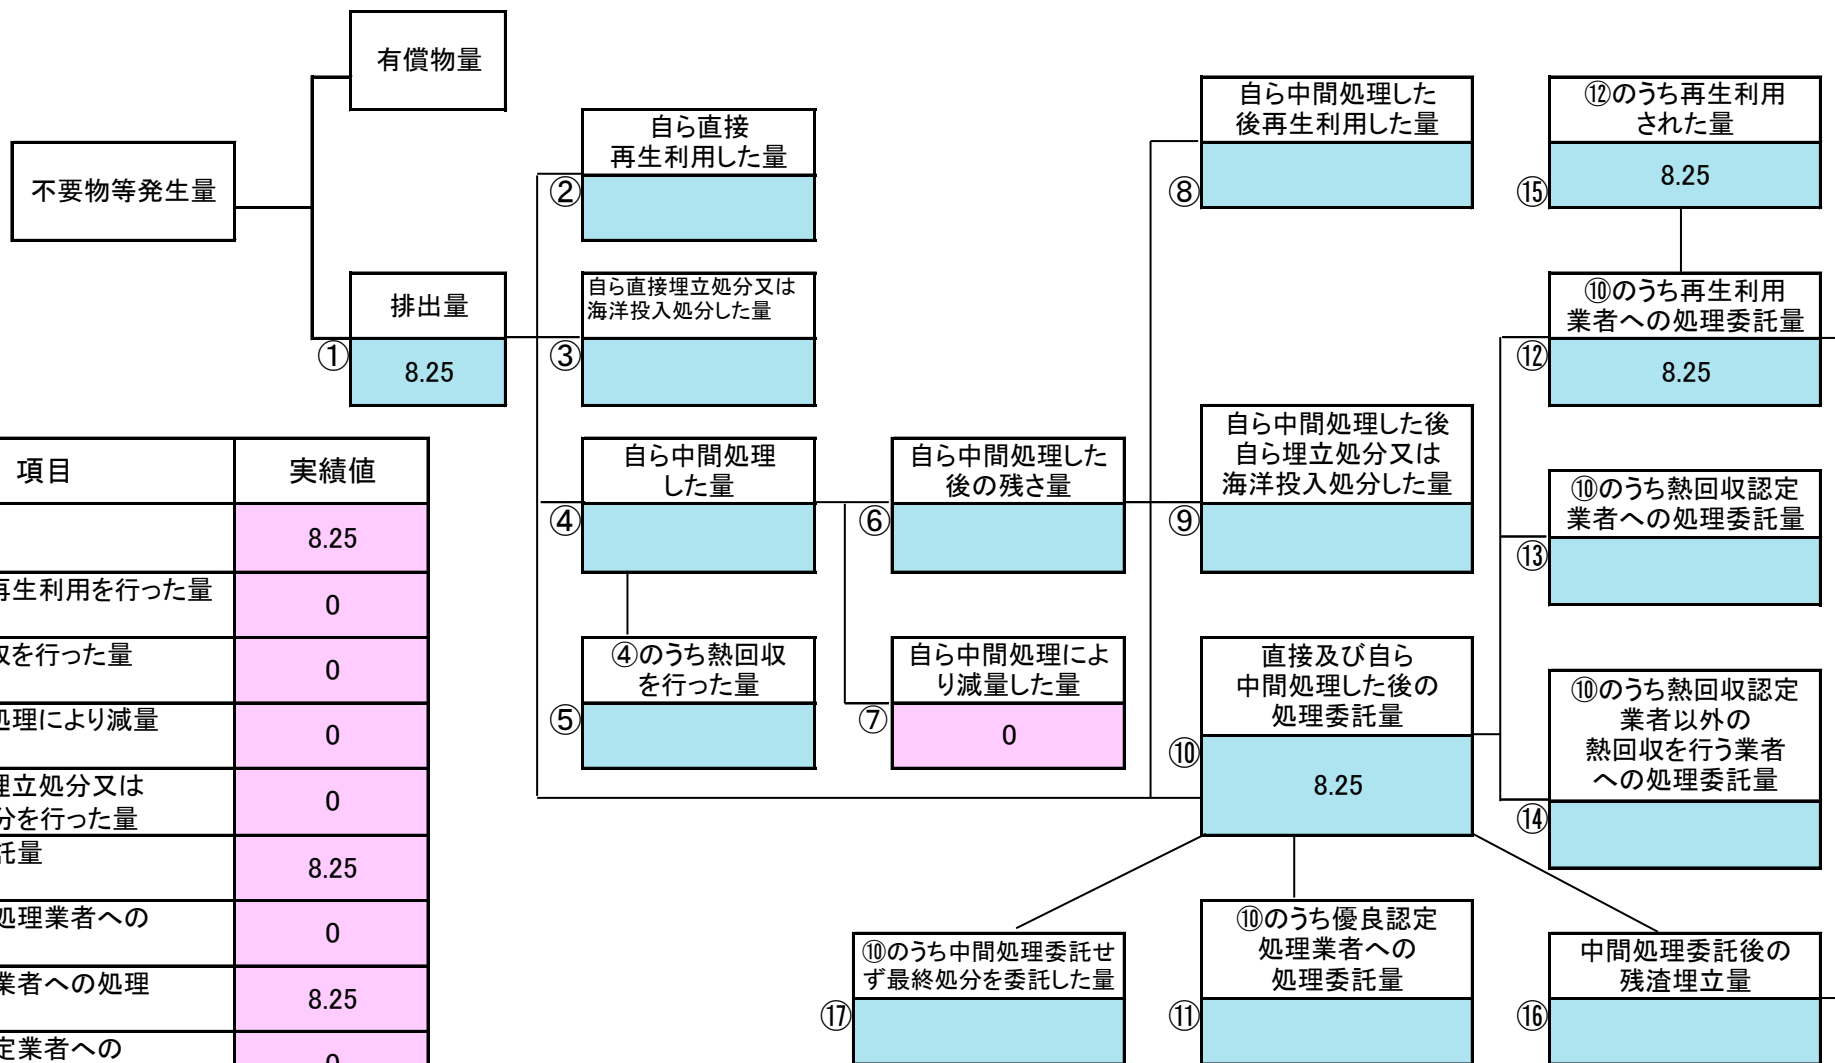 有償物量
不要物等発生量
排出量
①
8.25
自ら直接
再生利用した量
②
自ら直接埋立処分又は
海洋投入処分した量
③
自ら中間処理
した量
④
④のうち熱回収
を行った量
⑤
自ら中間処理した
後の残さ量
⑥
自ら中間処理によ
り減量した量
⑦
0
自ら中間処理した
後再生利用した量
⑧
自ら中間処理した後
自ら埋立処分又は
海洋投入処分した量
⑨
直接及び自ら
中間処理した後の
処理委託量
⑩
8.25
⑫のうち再生利用
された量
⑮
8.25
⑩のうち再生利用
業者への処理委託量
⑫
8.25
⑩のうち熱回収認定
業者への処理委託量
⑬
⑩のうち熱回収認定
業者以外の
熱回収を行う業者
への処理委託量
⑭
⑩のうち中間処理委託せ
ず最終処分を委託した量
⑰
⑩のうち優良認定
処理業者への
処理委託量
⑪
中間処理委託後の
残渣埋立量
⑯
項目
実績値
8.25
再生利用を行った量
0
を行った量
0
処理により減量
0
埋立処分又は
分を行った量
0
託量
8.25
処理業者への
0
業者への処理
8.25
定業者への
0